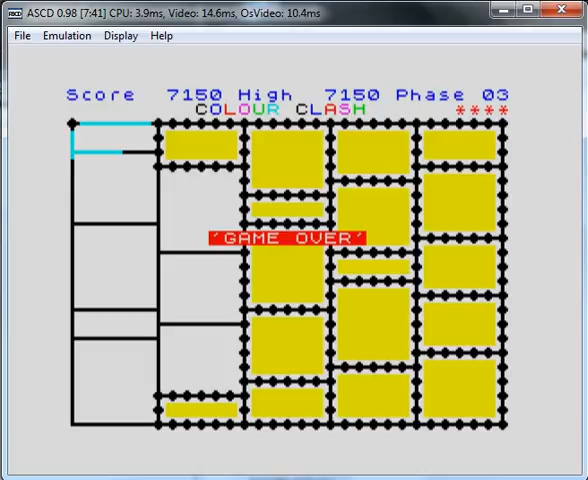 ASCD 0.98 [7:41] CPU: 3.9ms, Video: 14.6ms, OsVideo: 10.4ms
File Emulation Display Help
Score 7150 High 7150 Phase 03
COLOUR CLASH ****
'GAME OVER'